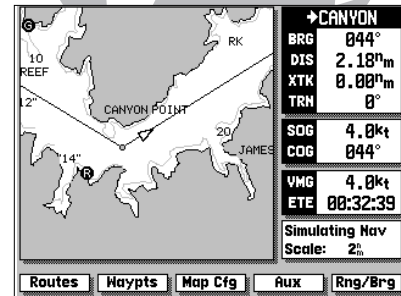 G
RK
10
REEF
12"
CANYON POINT
20
JAMES
"14"
R
→CANYON
BRG 044°
DIS 2.18nm
XTK 0.00nm
TRN 0°
SOG 4.0kt
COG 044°
VMG 4.0kt
ETE 00:32:39
Simulating Nav
Scale: 2nm
Routes Waypts Map Cfg Aux Rng/Brg